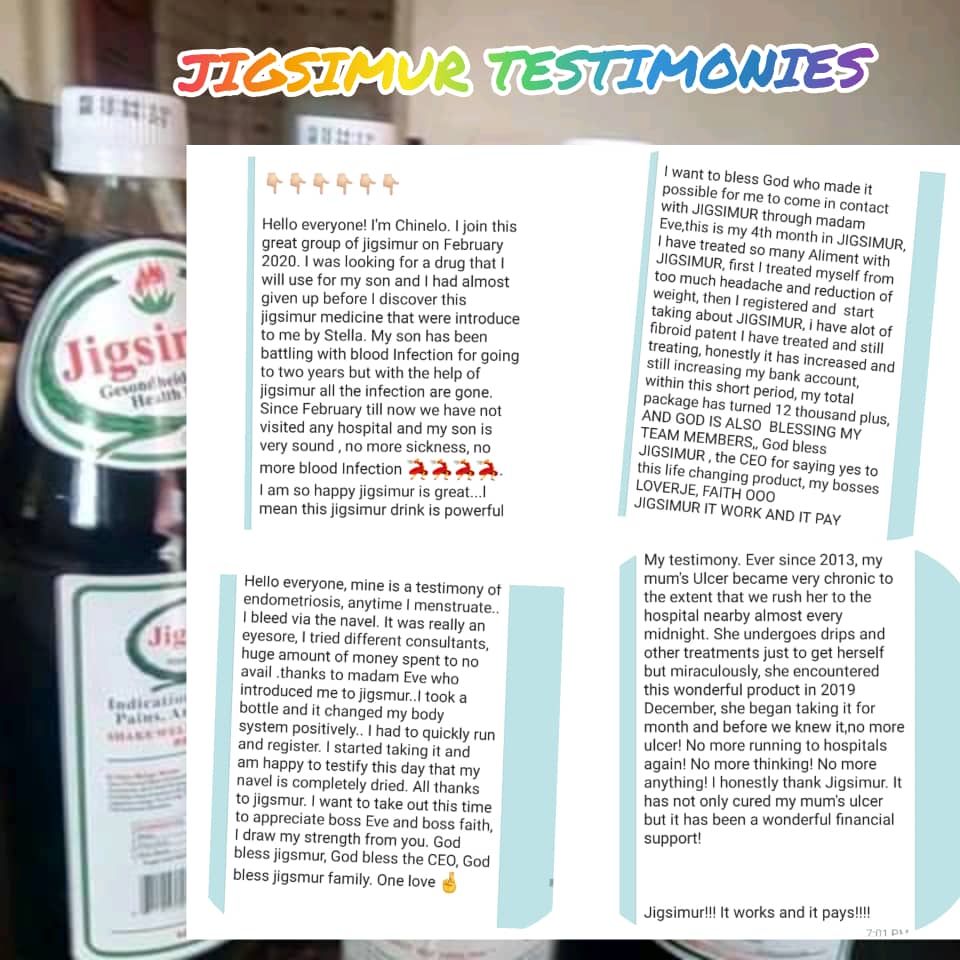 JIGSIMUR TESTIMONIES
Hello everyone! I'm Chinelo. I join this
great group of jigsimur on February
2020. I was looking for a drug that I
will use for my son and I had almost
given up before I discover this
jigsimur medicine that were introduce
to me by Stella. My son has been
battling with blood Infection for going
to two years but with the help of
jigsimur all the infection are gone.
Since February till now we have not
visited any hospital and my son is
very sound , no more sickness, no
more blood Infection 💃💃💃💃.
I am so happy jigsimur is great...I
mean this jigsimur drink is powerful
I want to bless God who made it
possible for me to come in contact
with JIGSIMUR through madam
Eve,this is my 4th month in JIGSIMUR,
I have treated so many Aliment with
JIGSIMUR, first I treated myself from
too much headache and reduction of
weight, then I registered and start
taking about JIGSIMUR, i have alot of
fibroid patent I have treated and still
treating, honestly it has increased and
still increasing my bank account,
within this short period, my total
package has turned 12 thousand plus,
AND GOD IS ALSO BLESSING MY
TEAM MEMBERS,, God bless
JIGSIMUR , the CEO for saying yes to
this life changing product, my bosses
LOVERJE, FAITH OOO
JIGSIMUR IT WORK AND IT PAY
Hello everyone, mine is a testimony of
endometriosis, anytime I menstruate..
I bleed via the navel. It was really an
eyesore, I tried different consultants,
huge amount of money spent to no
avail .thanks to madam Eve who
introduced me to jigsmur..I took a
bottle and it changed my body
system positively.. I had to quickly run
and register. I started taking it and
am happy to testify this day that my
navel is completely dried. All thanks
to jigsmur. I want to take out this time
to appreciate boss Eve and boss faith,
I draw my strength from you. God
bless jigsmur, God bless the CEO, God
bless jigsmur family. One love 🤞
My testimony. Ever since 2013, my
mum's Ulcer became very chronic to
the extent that we rush her to the
hospital nearby almost every
midnight. She undergoes drips and
other treatments just to get herself
but miraculously, she encountered
this wonderful product in 2019
December, she began taking it for
month and before we knew it,no more
ulcer! No more running to hospitals
again! No more thinking! No more
anything! I honestly thank Jigsimur. It
has not only cured my mum's ulcer
but it has been a wonderful financial
support!
Jigsimur!!! It works and it pays!!!!
7:01 PM
Jigsi
Health
Jig
Pains, A